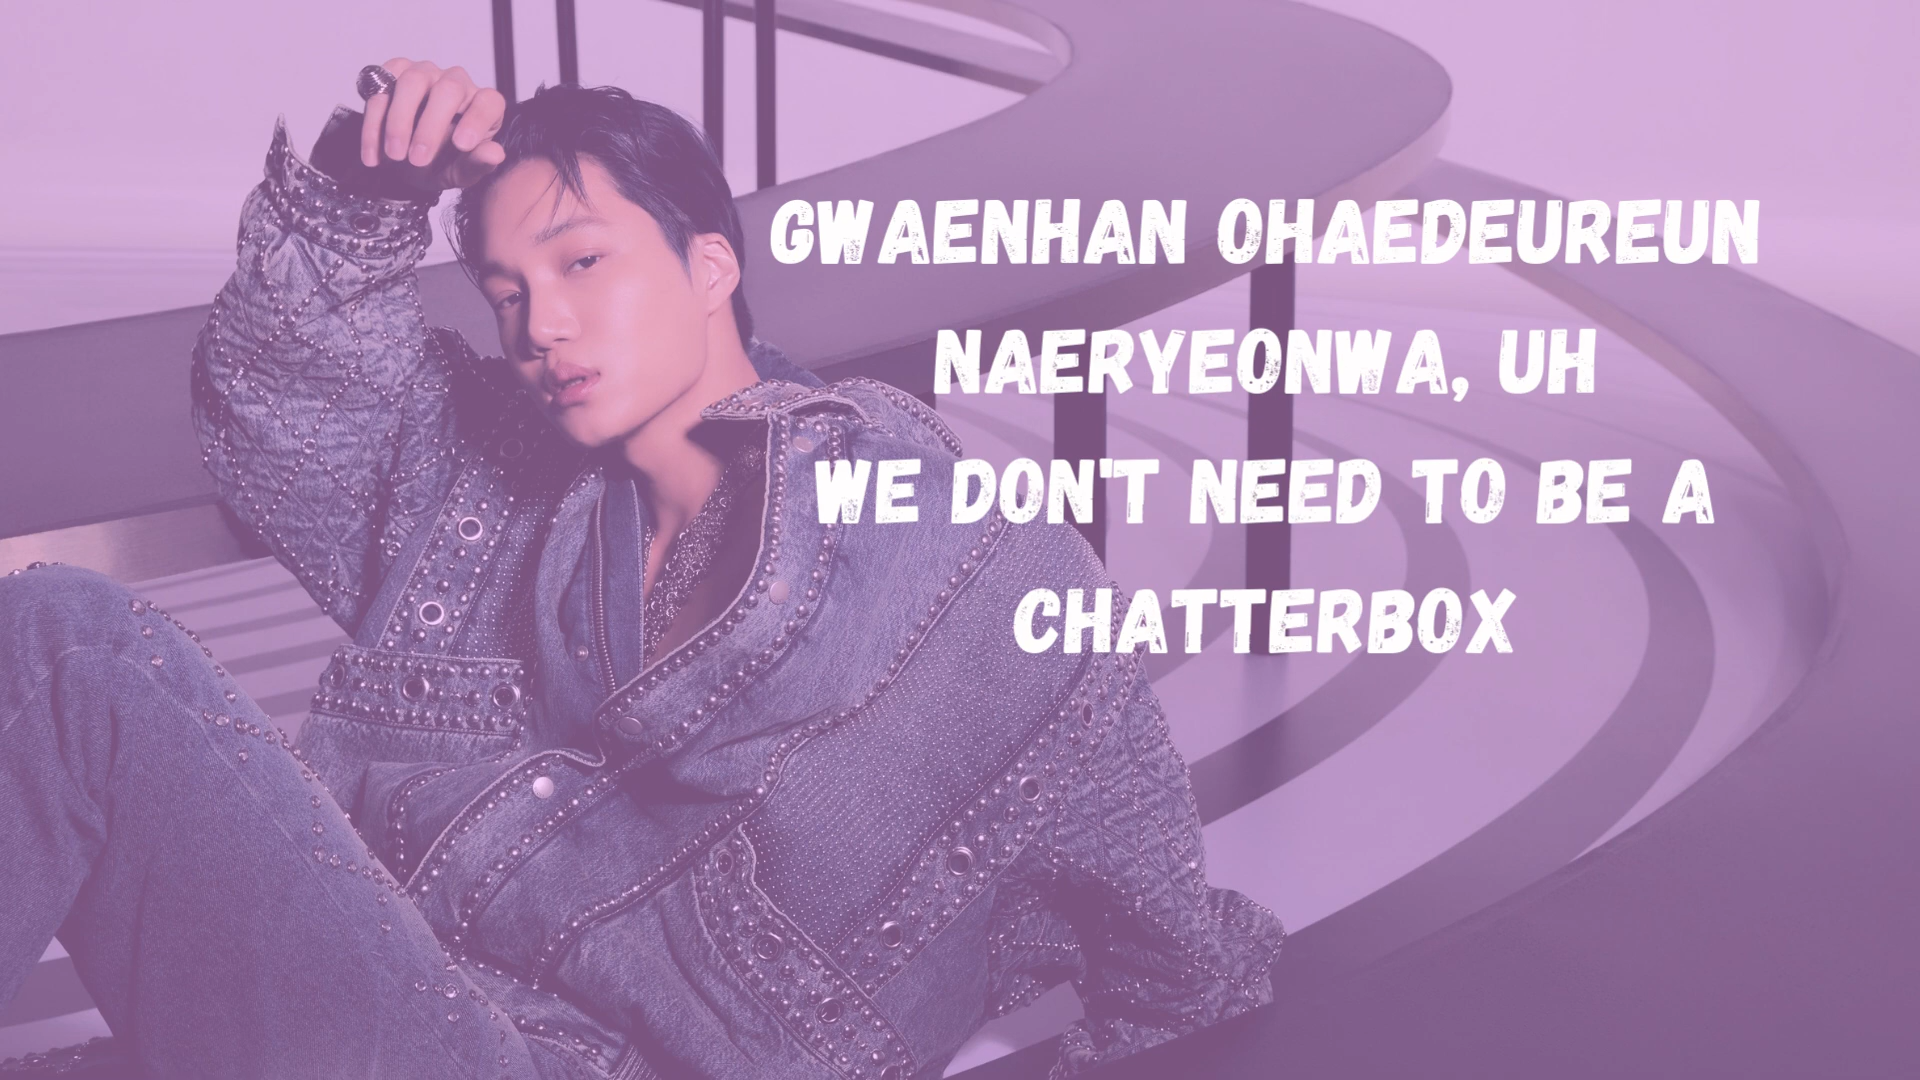 GWAENHAN OHAEDEUREUN
NAERYEONWA, UH
WE DON'T NEED TO BE A
CHATTERBOX